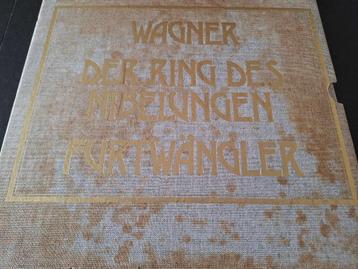 WAGNER
DER RING DES
NIBELUNGEN
FURTWÄNGLER